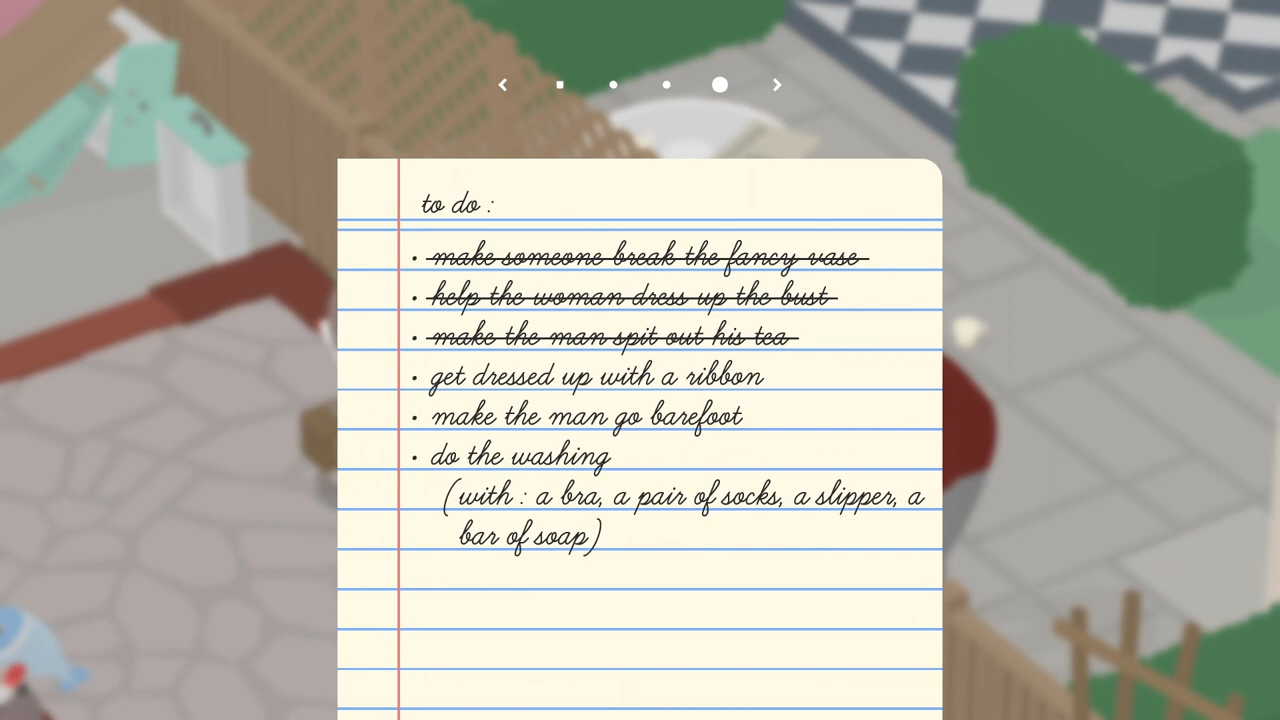 to do :
• make someone break the fancy vase
• help the woman dress up the bust
• make the man spit out his tea
• get dressed up with a ribbon
• make the man go barefoot
• do the washing
(with : a bra, a pair of socks, a slipper, a
bar of soap)